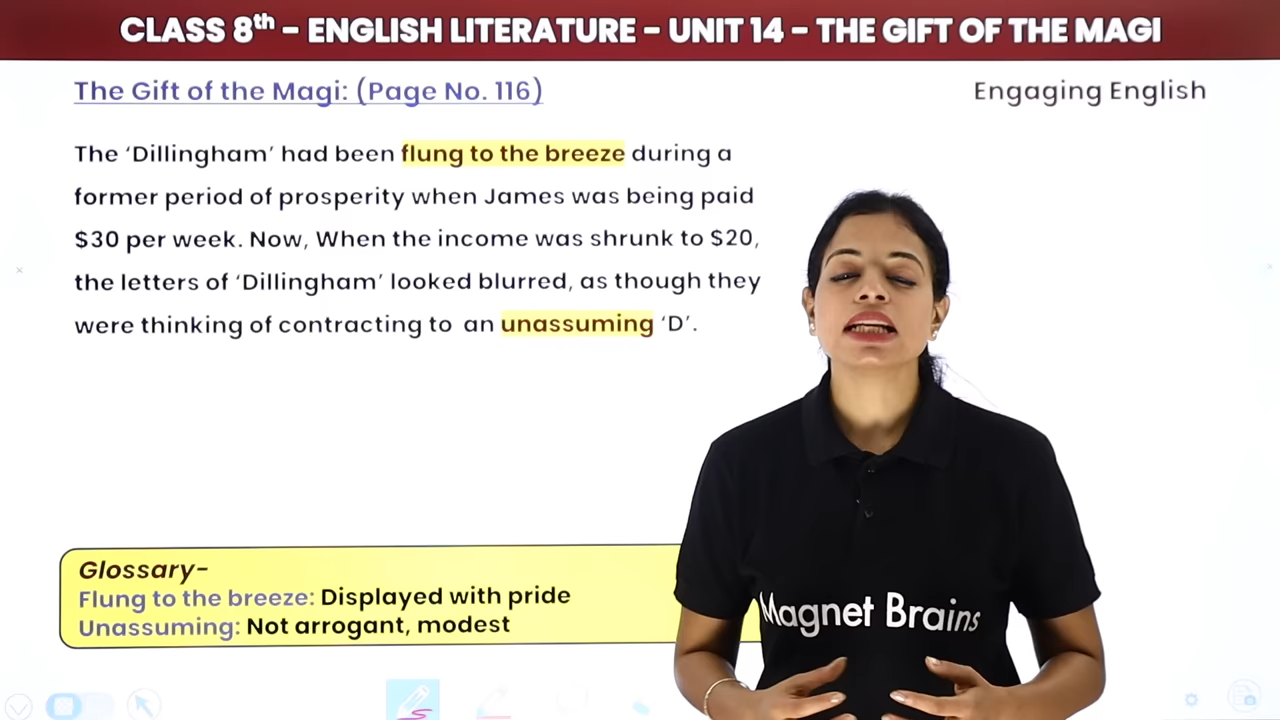 CLASS 8th - ENGLISH LITERATURE - UNIT 14 - THE GIFT OF THE MAGI
The Gift of the Magi: (Page No. 116)
Engaging English
The ‘Dillingham’ had been flung to the breeze during a
former period of prosperity when James was being paid
$30 per week. Now, When the income was shrunk to $20,
the letters of ‘Dillingham’ looked blurred, as though they
were thinking of contracting to an unassuming ‘D’.
Glossary-
Flung to the breeze: Displayed with pride
Unassuming: Not arrogant, modest
Magnet Brains